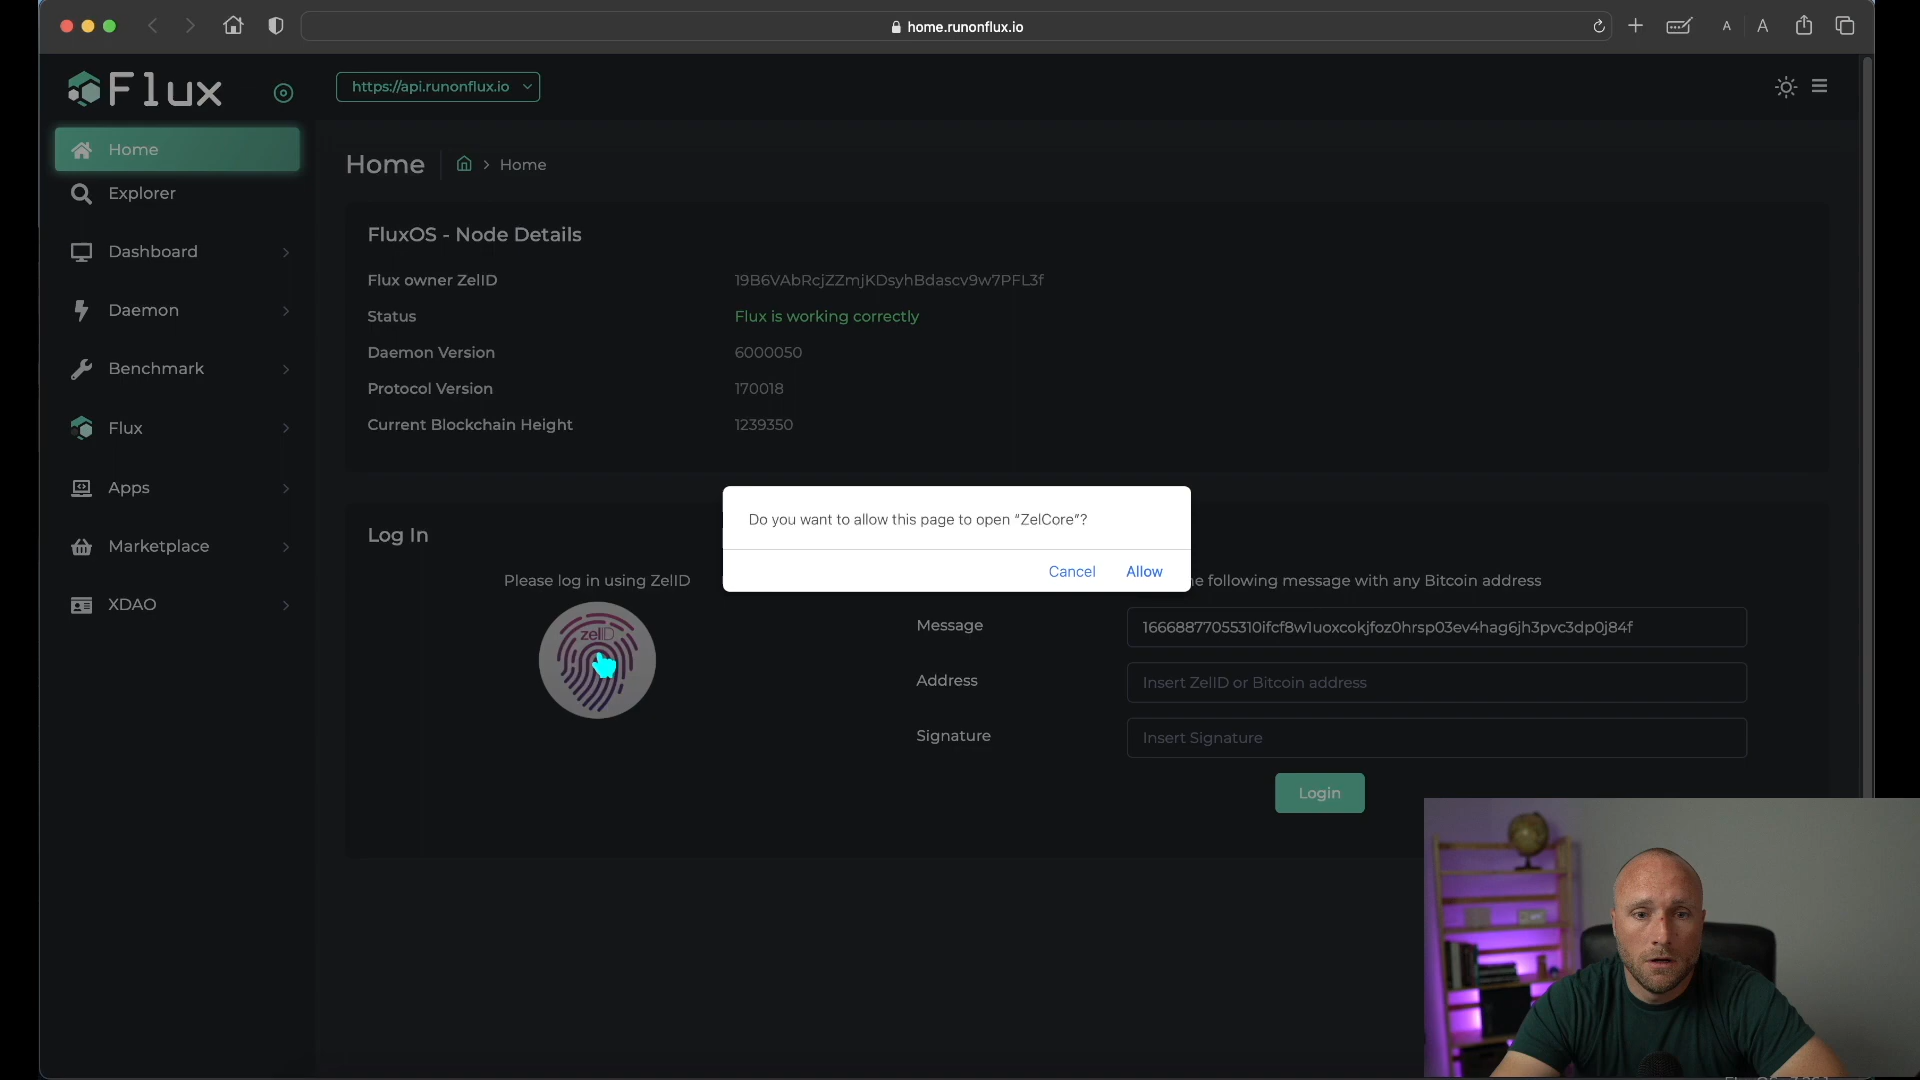 home.runonflux.io
A A
Flux
https://api.runonflux.io
Home
Explorer
Dashboard
Daemon
Benchmark
Flux
Apps
Marketplace
XDAO
Home
Home
FluxOS - Node Details
Flux owner ZelID
19B6VAbRcjZZmjKDsyhBdascv9w7PFL3f
Status
Flux is working correctly
Daemon Version
6000050
Protocol Version
170018
Current Blockchain Height
1239350
Do you want to allow this page to open “ZelCore”?
Cancel
Allow
Log In
Please log in using ZelID
zelID
following message with any Bitcoin address
Message
16668877055310ifcf8w1uoxcokjfoz0hrsp03ev4hag6jh3pvc3dp0j84f
Address
Insert ZelID or Bitcoin address
Signature
Insert Signature
Login